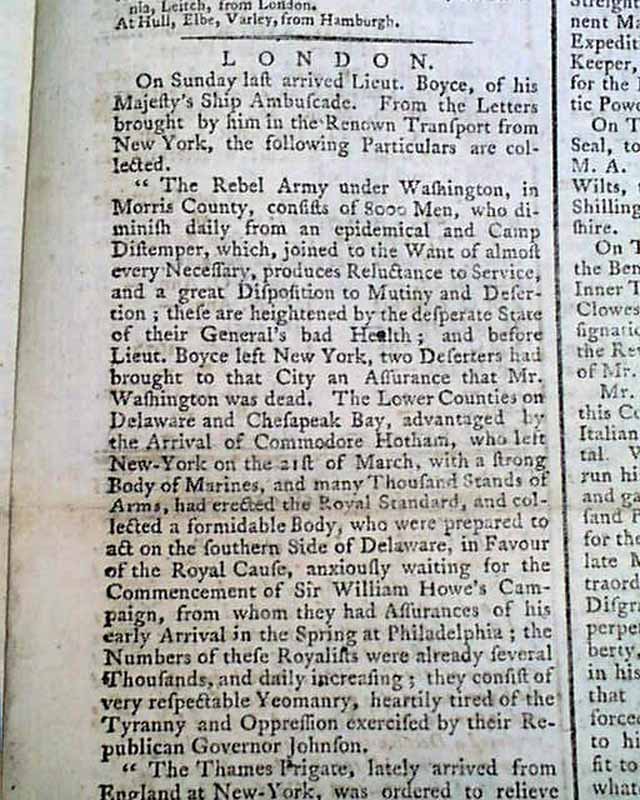 nia, Leitch, from London.
At Hull, Elbe, Varley, from Hamburgh.
LONDON.
On Sunday laſt arrived Lieut. Boyce, of his
Majeſty's Ship Ambuſcade. From the Letters
brought by him in the Renown Tranſport from
New York, the following Particulars are col-
lected.
“ The Rebel Army under Waſhington, in
Morris County, conſiſts of 8000 Men, who di-
miniſh daily from an epidemical and Camp
Diſtemper, which, joined to the Want of almoſt
every Neceſſary, produces Reluctance to Service,
and a great Diſpoſition to Mutiny and Deſer-
tion ; theſe are heightened by the deſperate State
of their General's bad Health ; and before
Lieut. Boyce left New York, two Deſerters had
brought to that City an Aſſurance that Mr.
Waſhington was dead. The Lower Counties on
Delaware and Cheſapeak Bay, advantaged by
the Arrival of Commodore Hotham, who left
New-York on the 21ſt of March, with a ſtrong
Body of Marines, and many Thouſand Stands of
Arms, had erected the Royal Standard, and col-
lected a formidable Body, who were prepared to
act on the ſouthern Side of Delaware, in Favour
of the Royal Cauſe, anxiouſly waiting for the
Commencement of Sir William Howe's Cam-
paign, from whom they had Aſſurances of his
early Arrival in the Spring at Philadelphia ; the
Numbers of theſe Royaliſts were already ſeveral
Thouſands, and daily increaſing ; they conſiſt of
very reſpectable Yeomanry, heartily tired of the
Tyranny and Oppreſſion exerciſed by their Re-
publican Governor Johnſon.
“ The Thames Frigate, lately arrived from
England at New-York, was ordered to relieve
nent Ma
Expedit
Keeper,
for the
tic Powe
On T
Seal, to
M. A.
Wilts,
Shilling
ſhire.
On T
the Ben
Inner T
Clowes
ſignatio
the Rev
of Mr.
Mr.
this Co
Italian
tal. W
run hi
and ga
ſand P
for the
late M
traord
Diſgr
perpe
berty,
in his
that
forced
to hi
fit to
what